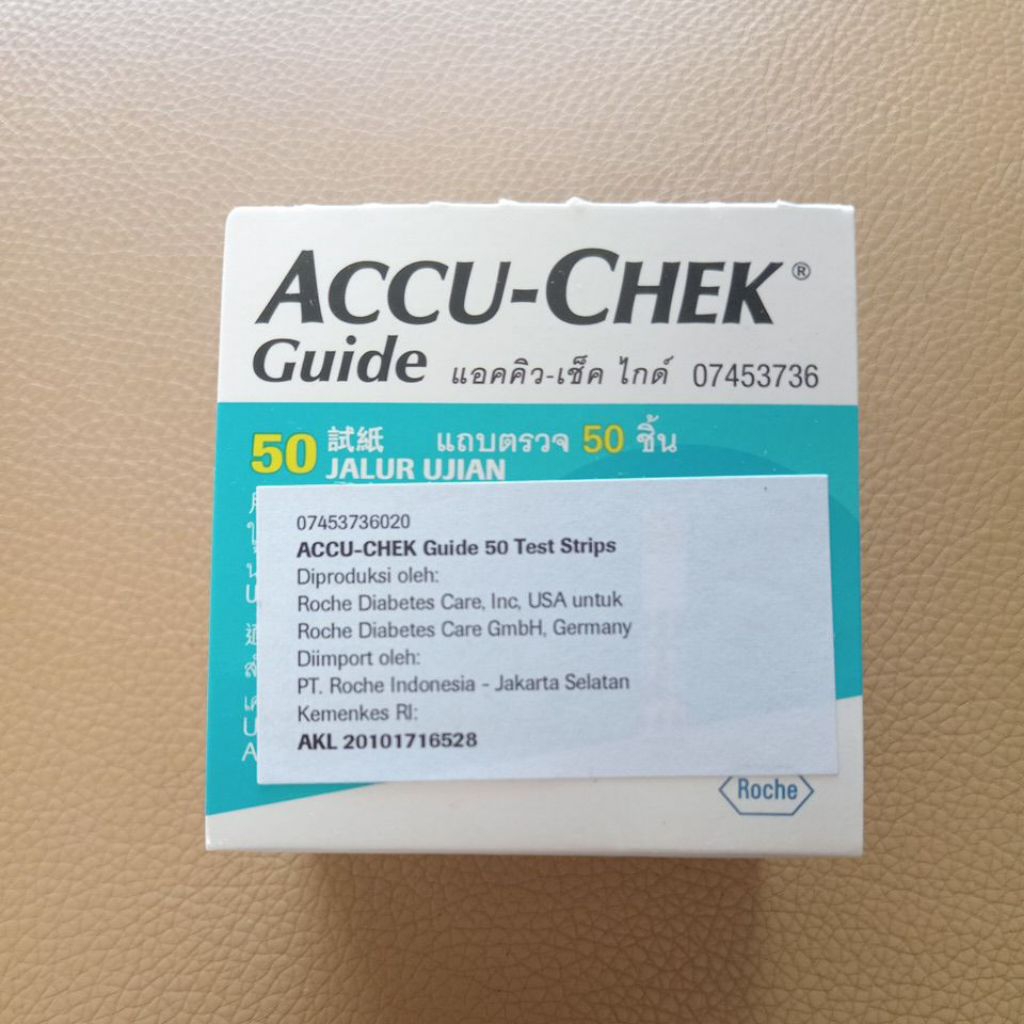 ACCU-CHEK®
Guide แอคคิว-เช็ค ไกด์ 07453736
50 試紙 แถบตรวจ 50 ชิ้น
JALUR UJIAN
07453736020
ACCU-CHEK Guide 50 Test Strips
Diproduksi oleh:
Roche Diabetes Care, Inc, USA untuk
Roche Diabetes Care GmbH, Germany
Diimport oleh:
PT. Roche Indonesia - Jakarta Selatan
Kemenkes RI:
AKL 20101716528
Roche